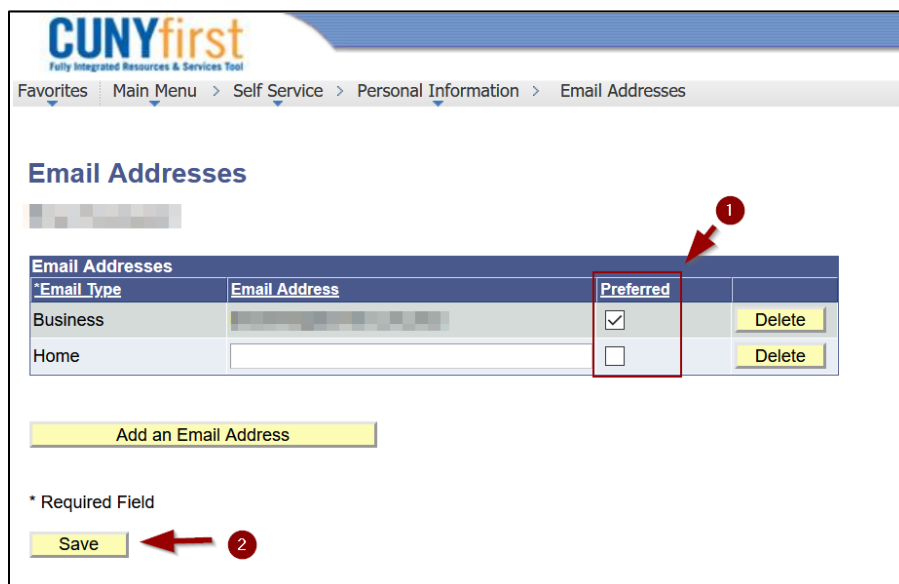 CUNYfirst
Fully Integrated Resources & Services Tool
Favorites Main Menu > Self Service > Personal Information > Email Addresses
Email Addresses
1
Email Addresses
*Email Type Email Address Preferred
Business Delete
Home Delete
Add an Email Address
* Required Field
Save 2